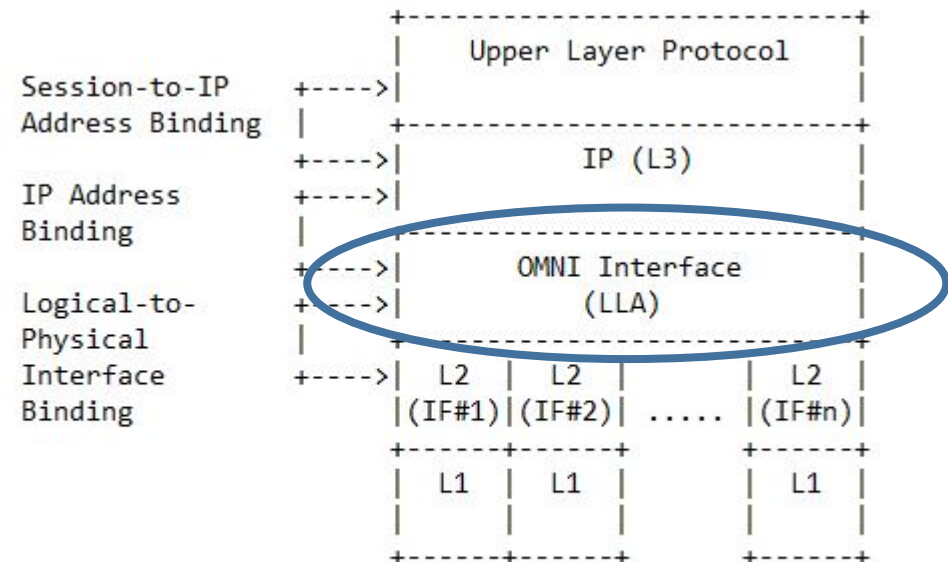 Upper Layer Protocol
Session-to-IP
Address Binding
IP (L3)
IP Address
Binding
OMNI Interface
(LLA)
Logical-to-
Physical
Interface
Binding
L2 L2 L2
(IF#1) (IF#2) ..... (IF#n)
L1 L1 L1